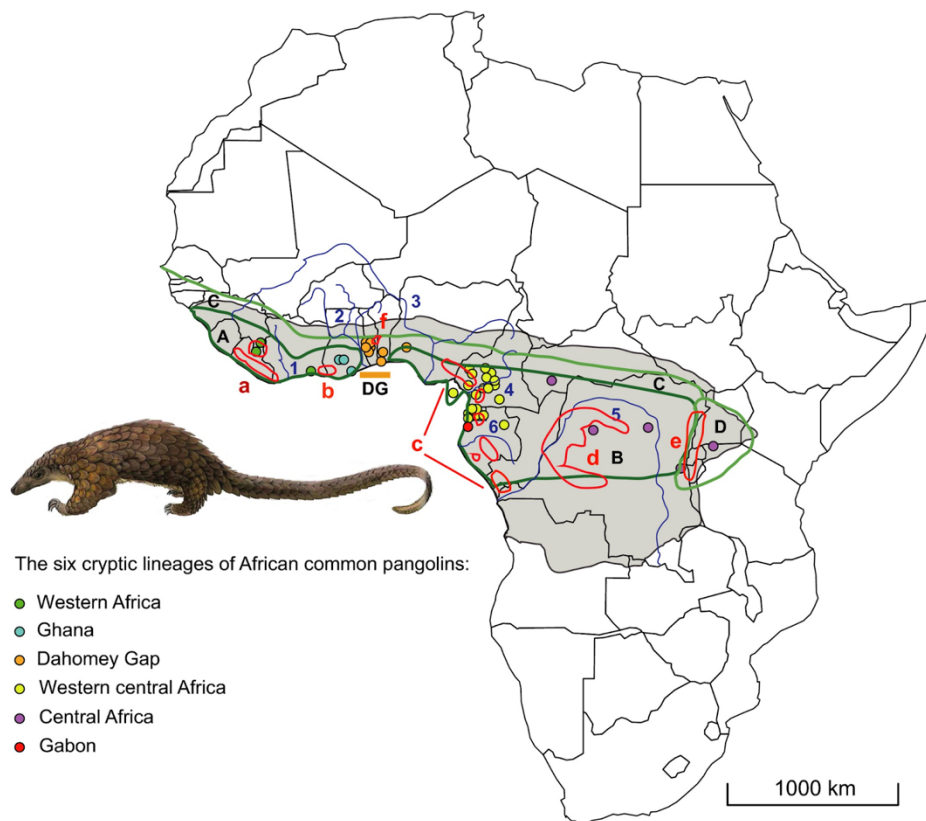 C
3
A
2
f
1
a
b
DG
4
C
c
6
5
e
D
d
B
The six cryptic lineages of African common pangolins:
Western Africa
Ghana
Dahomey Gap
Western central Africa
Central Africa
Gabon
1000 km